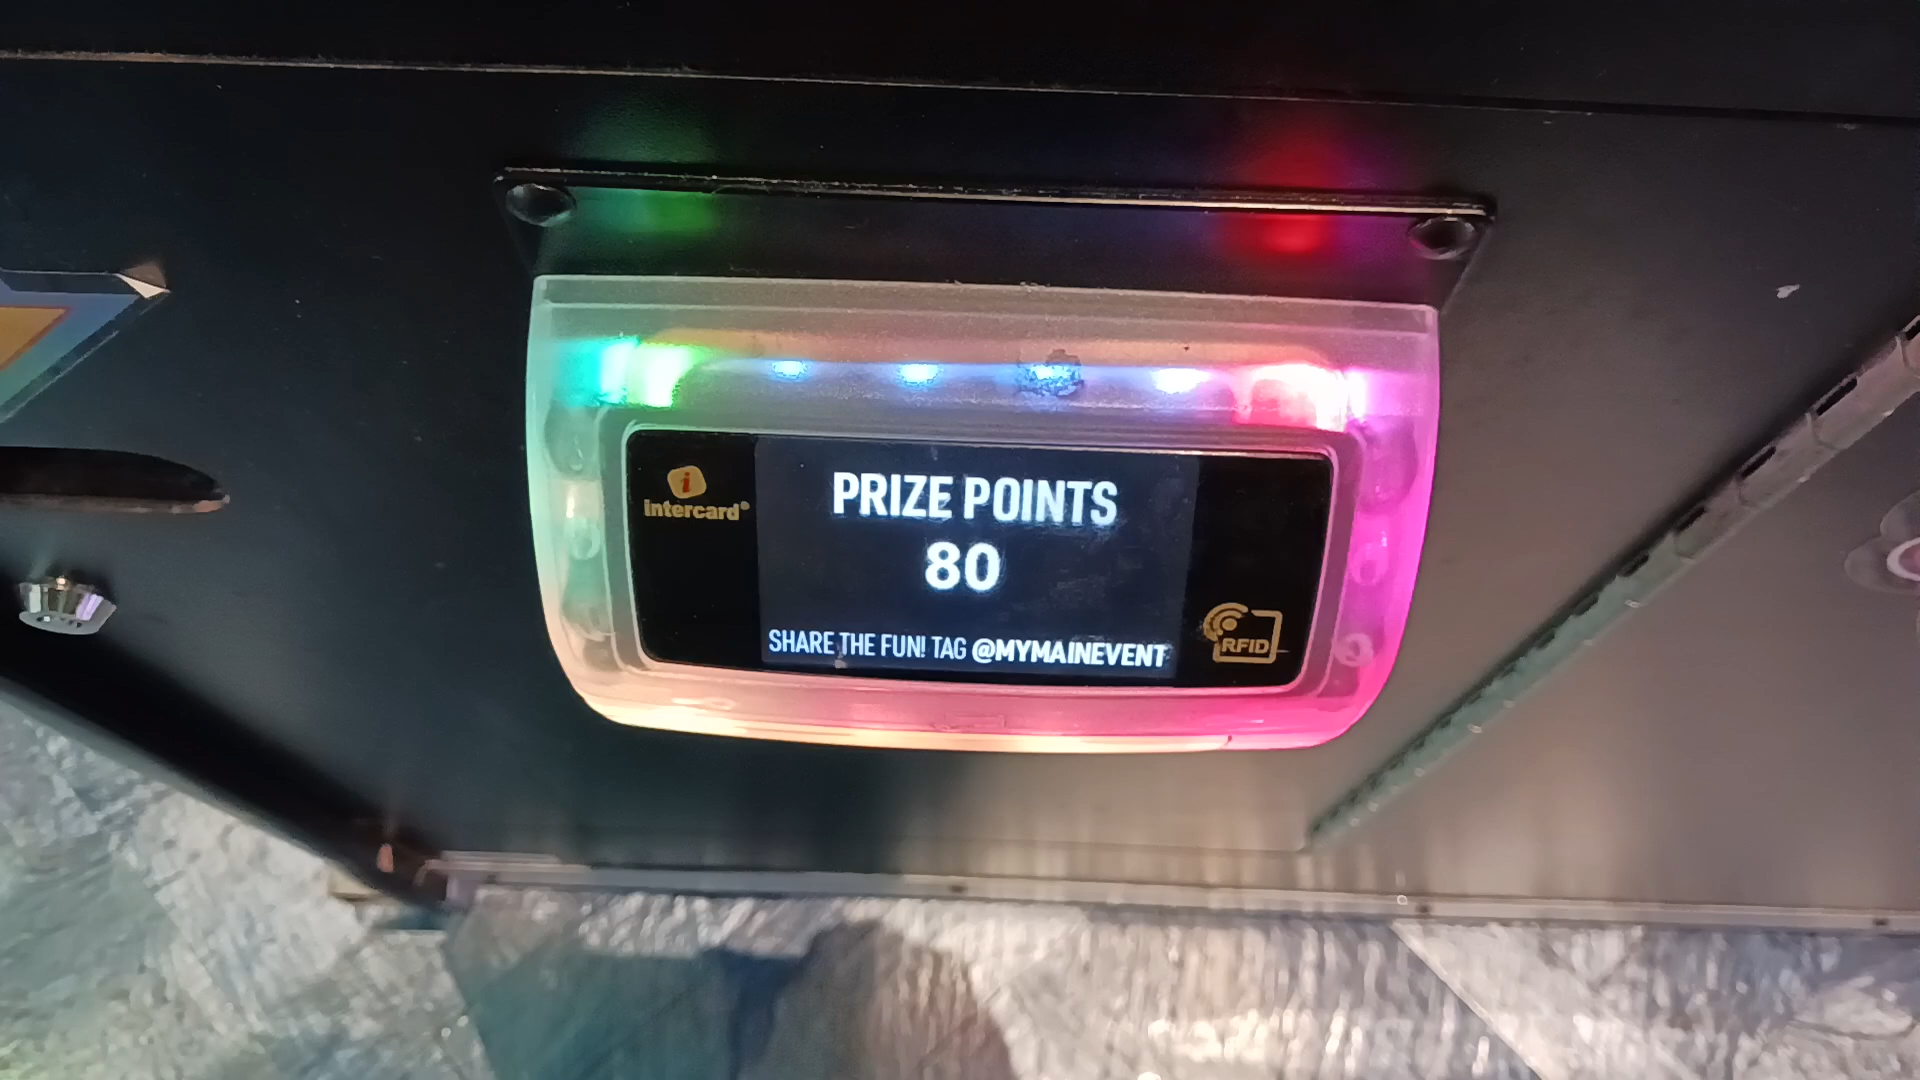 i
Intercard®
PRIZE POINTS
80
SHARE THE FUN! TAG @MYMAINEVENT
RFID